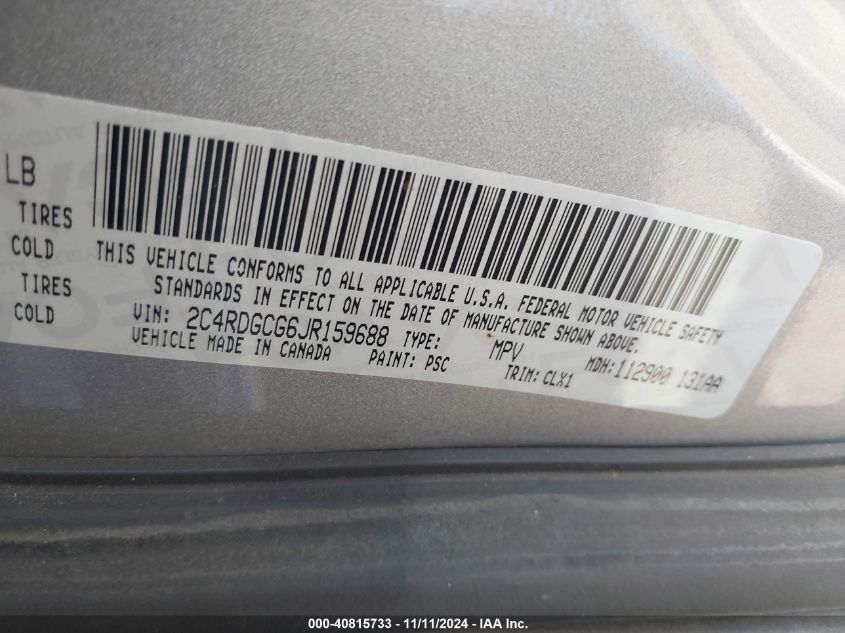 LB
TIRES
COLD
TIRES
COLD
THIS VEHICLE CONFORMS TO ALL APPLICABLE U.S.A. FEDERAL MOTOR VEHICLE SAFETY
STANDARDS IN EFFECT ON THE DATE OF MANUFACTURE SHOWN ABOVE.
VIN: 2C4RDGCG6JR159688 TYPE: MPV MDH:112900 131AA
VEHICLE MADE IN CANADA PAINT: PSC TRIM: CLX1
000-40815733 - 11/11/2024 - IAA Inc.